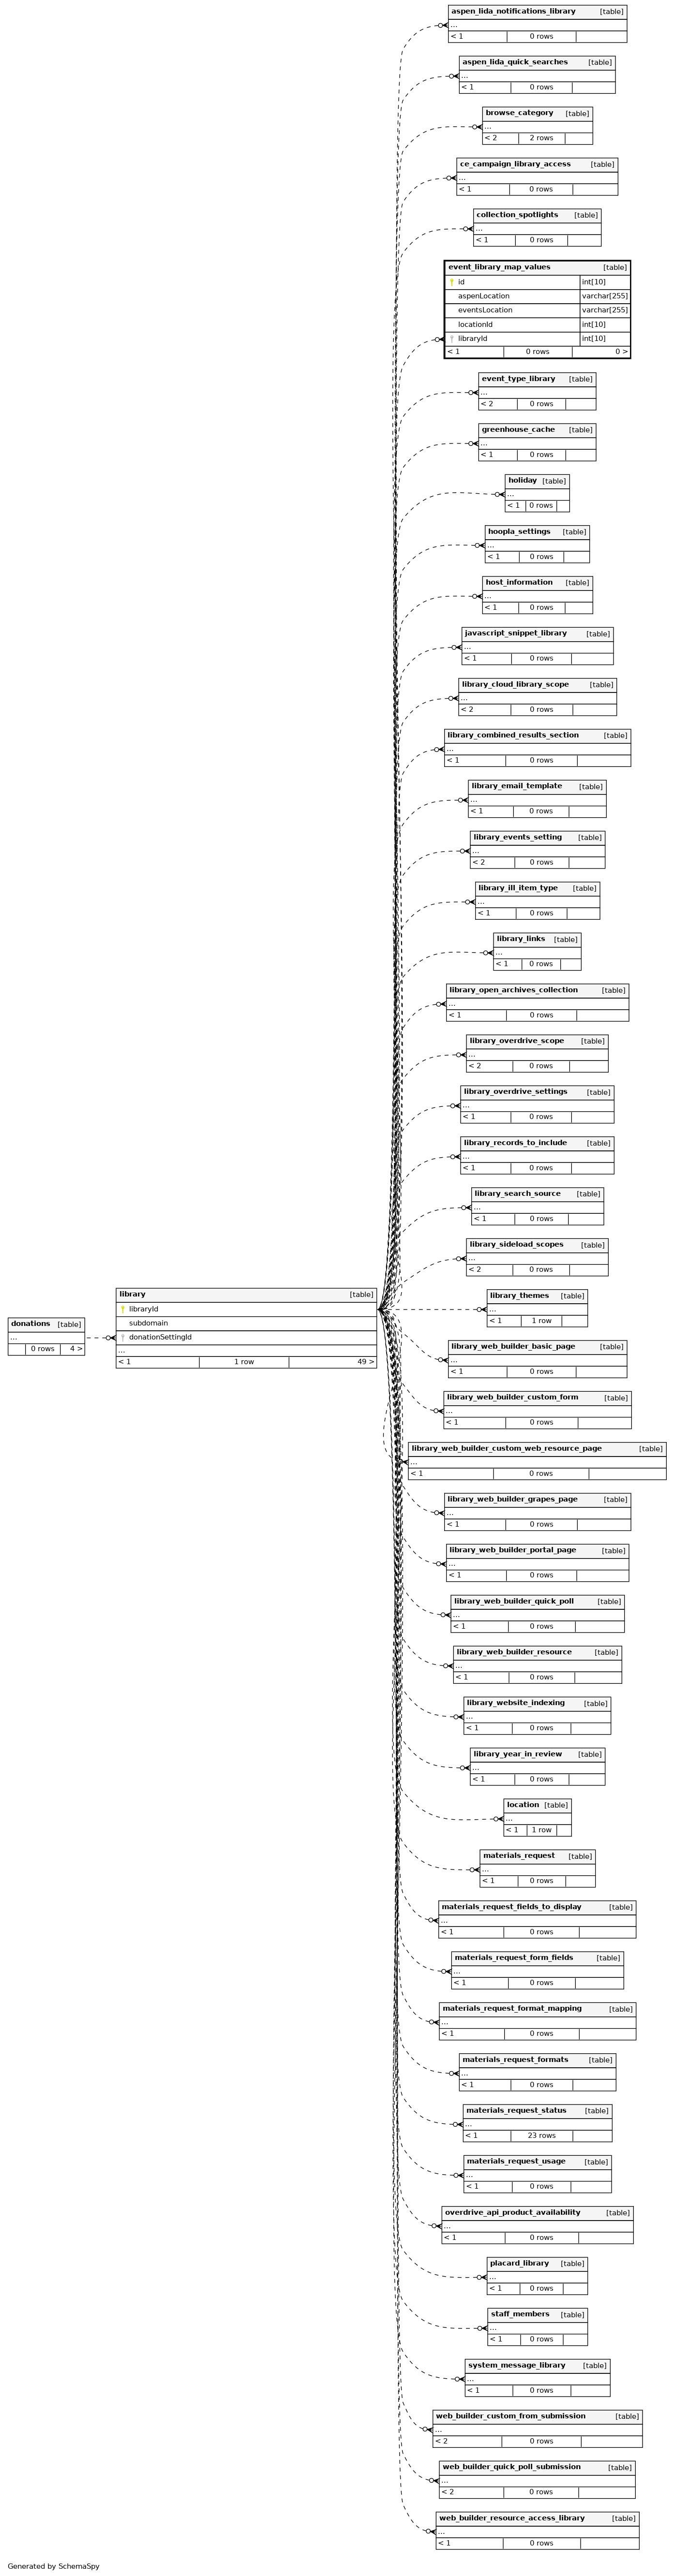 aspen_lida_notifications_library [table]
...
< 1 0 rows
aspen_lida_quick_searches [table]
...
< 1 0 rows
browse_category [table]
...
< 2 2 rows
ce_campaign_library_access [table]
...
< 1 0 rows
collection_spotlights [table]
...
< 1 0 rows
event_library_map_values [table]
id int[10]
aspenLocation varchar[255]
eventsLocation varchar[255]
locationId int[10]
libraryId int[10]
< 1 0 rows 0 >
event_type_library [table]
...
< 2 0 rows
greenhouse_cache [table]
...
< 1 0 rows
holiday [table]
...
< 1 0 rows
hoopla_settings [table]
...
< 1 0 rows
host_information [table]
...
< 1 0 rows
javascript_snippet_library [table]
...
< 1 0 rows
library_cloud_library_scope [table]
...
< 2 0 rows
library_combined_results_section [table]
...
< 1 0 rows
library_email_template [table]
...
< 1 0 rows
library_events_setting [table]
...
< 2 0 rows
library_ill_item_type [table]
...
< 1 0 rows
library_links [table]
...
< 1 0 rows
library_open_archives_collection [table]
...
< 1 0 rows
library_overdrive_scope [table]
...
< 2 0 rows
library_overdrive_settings [table]
...
< 1 0 rows
library_records_to_include [table]
...
< 1 0 rows
library_search_source [table]
...
< 1 0 rows
library_sideload_scopes [table]
...
< 2 0 rows
donations [table]
...
0 rows 4 >
library [table]
libraryId
subdomain
donationSettingId
...
< 1 1 row 49 >
library_themes [table]
...
< 1 1 row
library_web_builder_basic_page [table]
...
< 1 0 rows
library_web_builder_custom_form [table]
...
< 1 0 rows
library_web_builder_custom_web_resource_page [table]
...
< 1 0 rows
library_web_builder_grapes_page [table]
...
< 1 0 rows
library_web_builder_portal_page [table]
...
< 1 0 rows
library_web_builder_quick_poll [table]
...
< 1 0 rows
library_web_builder_resource [table]
...
< 1 0 rows
library_website_indexing [table]
...
< 1 0 rows
library_year_in_review [table]
...
< 1 0 rows
location [table]
...
< 1 1 row
materials_request [table]
...
< 1 0 rows
materials_request_fields_to_display [table]
...
< 1 0 rows
materials_request_form_fields [table]
...
< 1 0 rows
materials_request_format_mapping [table]
...
< 1 0 rows
materials_request_formats [table]
...
< 1 0 rows
materials_request_status [table]
...
< 1 23 rows
materials_request_usage [table]
...
< 1 0 rows
overdrive_api_product_availability [table]
...
< 1 0 rows
placard_library [table]
...
< 1 0 rows
staff_members [table]
...
< 1 0 rows
system_message_library [table]
...
< 1 0 rows
web_builder_custom_from_submission [table]
...
< 2 0 rows
web_builder_quick_poll_submission [table]
...
< 2 0 rows
web_builder_resource_access_library [table]
...
< 1 0 rows
Generated by SchemaSpy